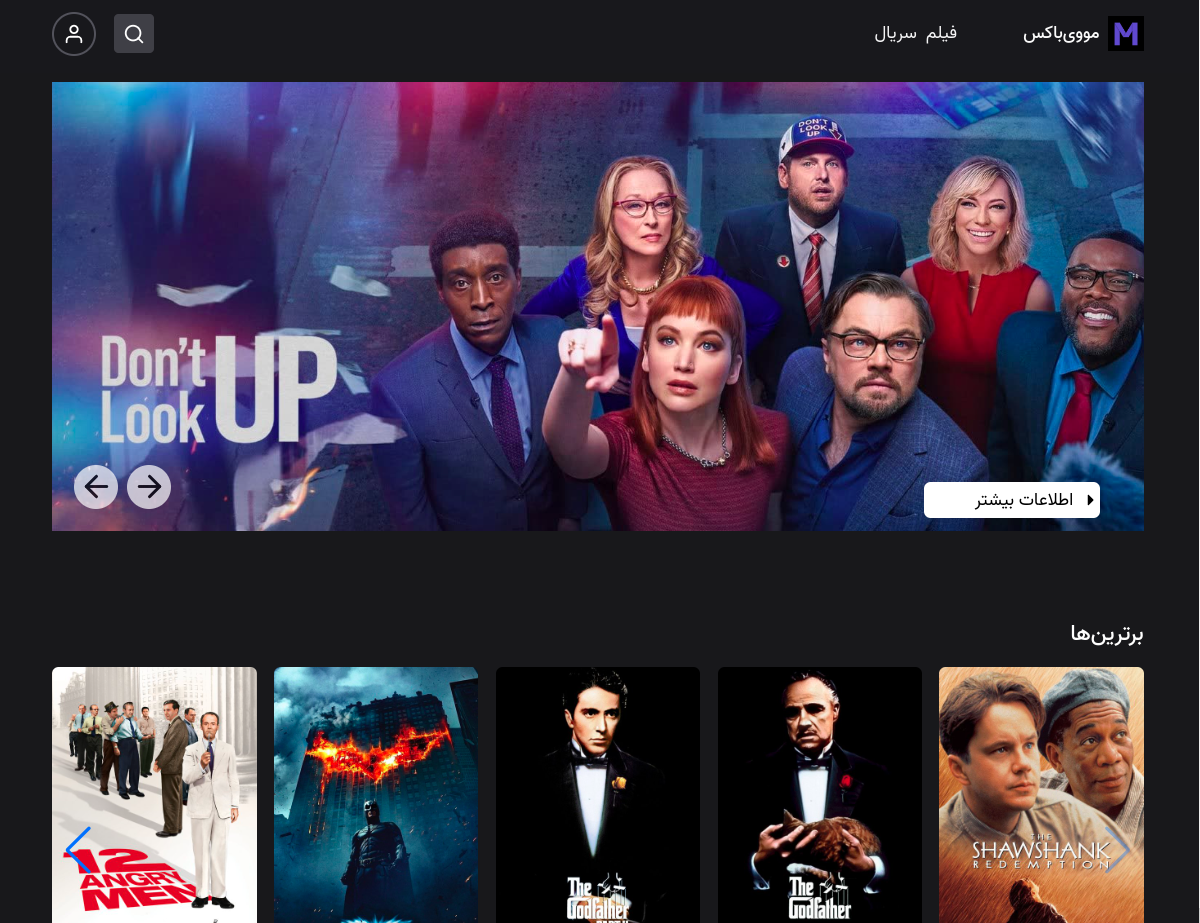 M مووی‌باکس
فیلم سریال
DON'T LOOK UP
Don't Look UP
اطلاعات بیشتر
برترین‌ها
THE SHAWSHANK REDEMPTION
The Godfather
The Godfather
12 ANGRY MEN